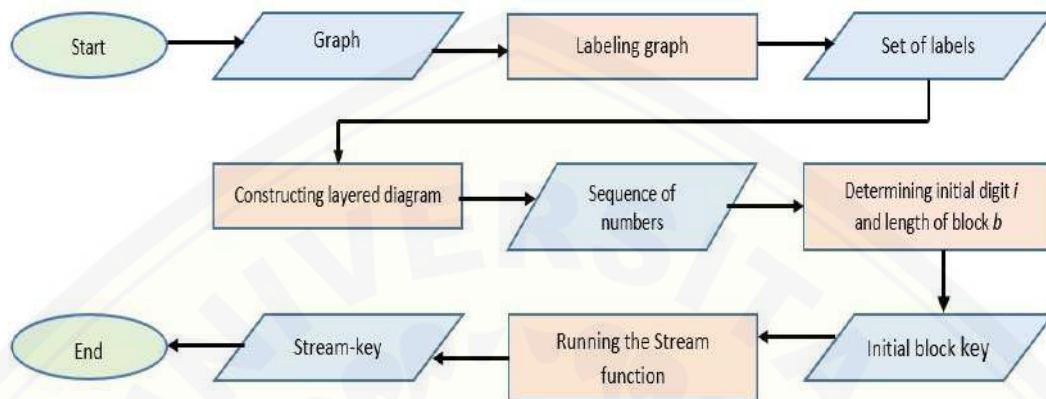 Start
Graph
Labeling graph
Set of labels
Constructing layered diagram
Sequence of
numbers
Determining initial digit i
and length of block b
End
Stream-key
Running the Stream
function
Initial block key
UNIVERSITA